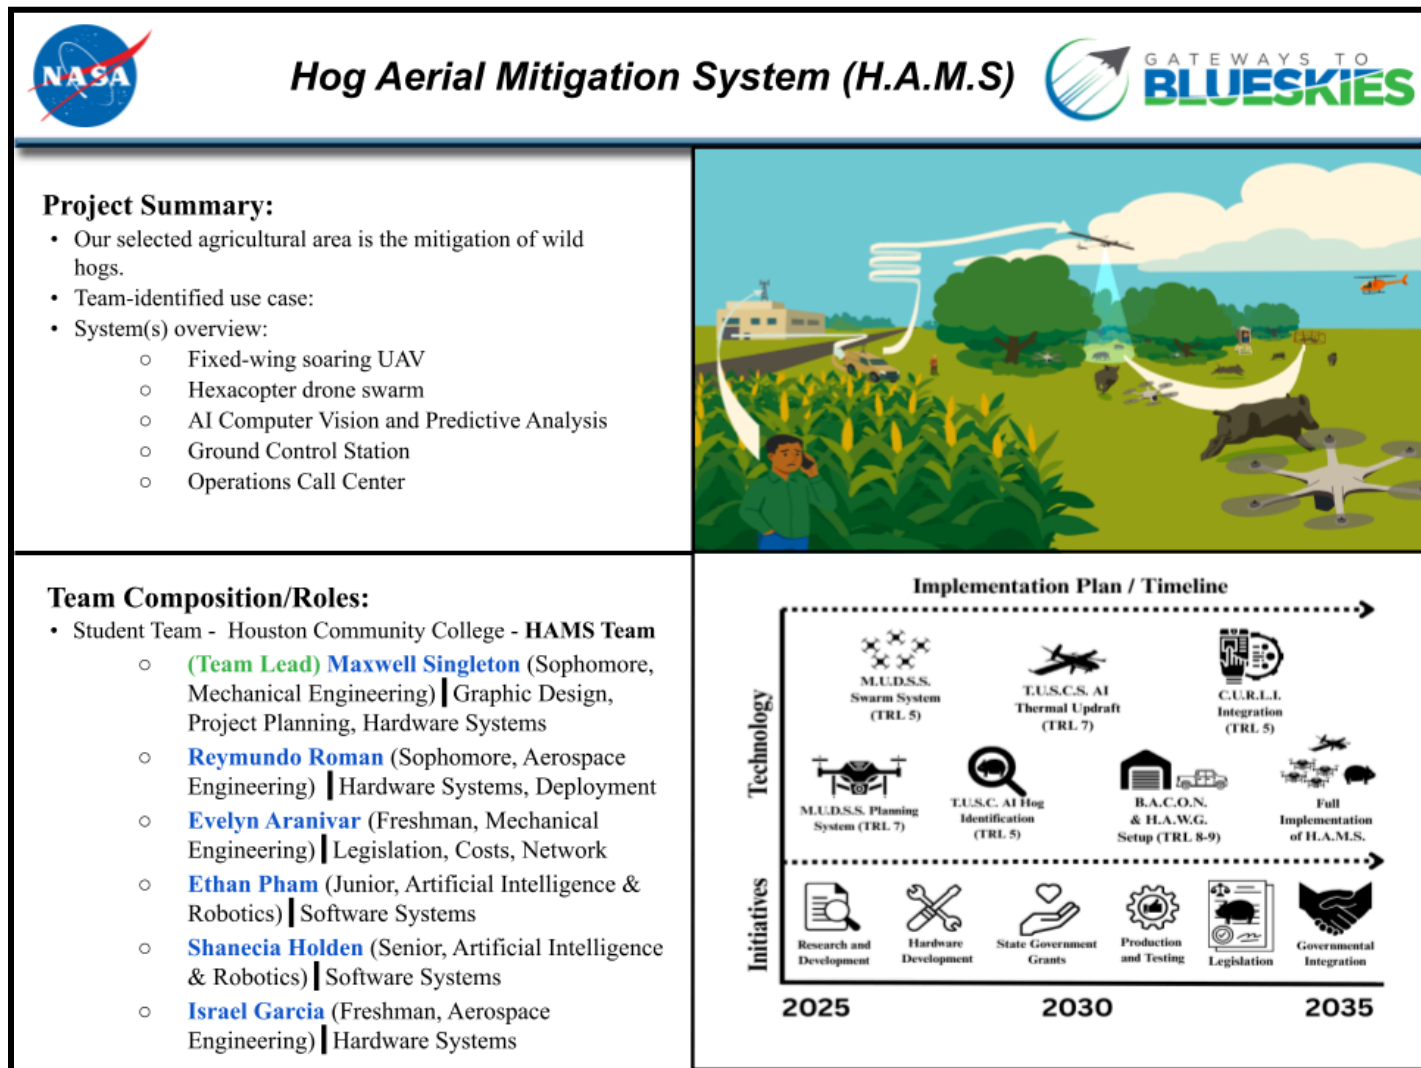 NASA
Hog Aerial Mitigation System (H.A.M.S)
GATEWAYS TO
BLUESKIES
Project Summary:
• Our selected agricultural area is the mitigation of wild
hogs.
• Team-identified use case:
• System(s) overview:
○ Fixed-wing soaring UAV
○ Hexacopter drone swarm
○ AI Computer Vision and Predictive Analysis
○ Ground Control Station
○ Operations Call Center
Team Composition/Roles:
• Student Team - Houston Community College - HAMS Team
○ (Team Lead) Maxwell Singleton (Sophomore,
Mechanical Engineering) | Graphic Design,
Project Planning, Hardware Systems
○ Reymundo Roman (Sophomore, Aerospace
Engineering) | Hardware Systems, Deployment
○ Evelyn Aranivar (Freshman, Mechanical
Engineering) | Legislation, Costs, Network
○ Ethan Pham (Junior, Artificial Intelligence &
Robotics) | Software Systems
○ Shanecia Holden (Senior, Artificial Intelligence
& Robotics) | Software Systems
○ Israel Garcia (Freshman, Aerospace
Engineering) | Hardware Systems
Implementation Plan / Timeline
Technology
M.U.D.S.S.
Swarm System
(TRL 5)
T.U.S.C.S. AI
Thermal Updraft
(TRL 7)
C.U.R.L.I.
Integration
(TRL 5)
M.U.D.S.S. Planning
System (TRL 7)
T.U.S.C. AI Hog
Identification
(TRL 5)
B.A.C.O.N.
& H.A.W.G.
Setup (TRL 8-9)
Full
Implementation
of H.A.M.S.
Initiatives
Research and
Development
Hardware
Development
State Government
Grants
Production
and Testing
Legislation
Governmental
Integration
2025
2030
2035